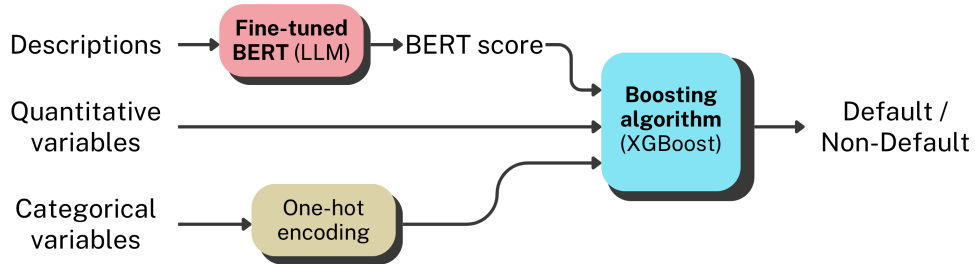 Descriptions
Fine-tuned
BERT (LLM)
BERT score
Quantitative
variables
Boosting
algorithm
(XGBoost)
Default /
Non-Default
Categorical
variables
One-hot
encoding